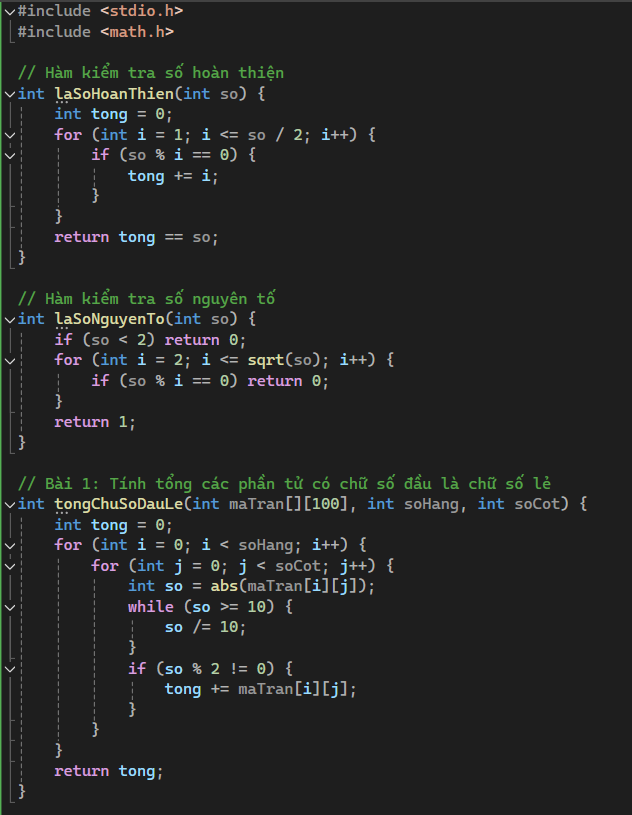 #include <stdio.h>
#include <math.h>

// Hàm kiểm tra số hoàn thiện
int laSoHoanThien(int so) {
    int tong = 0;
    for (int i = 1; i <= so / 2; i++) {
        if (so % i == 0) {
            tong += i;
        }
    }
    return tong == so;
}

// Hàm kiểm tra số nguyên tố
int laSoNguyenTo(int so) {
    if (so < 2) return 0;
    for (int i = 2; i <= sqrt(so); i++) {
        if (so % i == 0) return 0;
    }
    return 1;
}

// Bài 1: Tính tổng các phần tử có chữ số đầu là chữ số lẻ
int tongChuSoDauLe(int maTran[][100], int soHang, int soCot) {
    int tong = 0;
    for (int i = 0; i < soHang; i++) {
        for (int j = 0; j < soCot; j++) {
            int so = abs(maTran[i][j]);
            while (so >= 10) {
                so /= 10;
            }
            if (so % 2 != 0) {
                tong += maTran[i][j];
            }
        }
    }
    return tong;
}